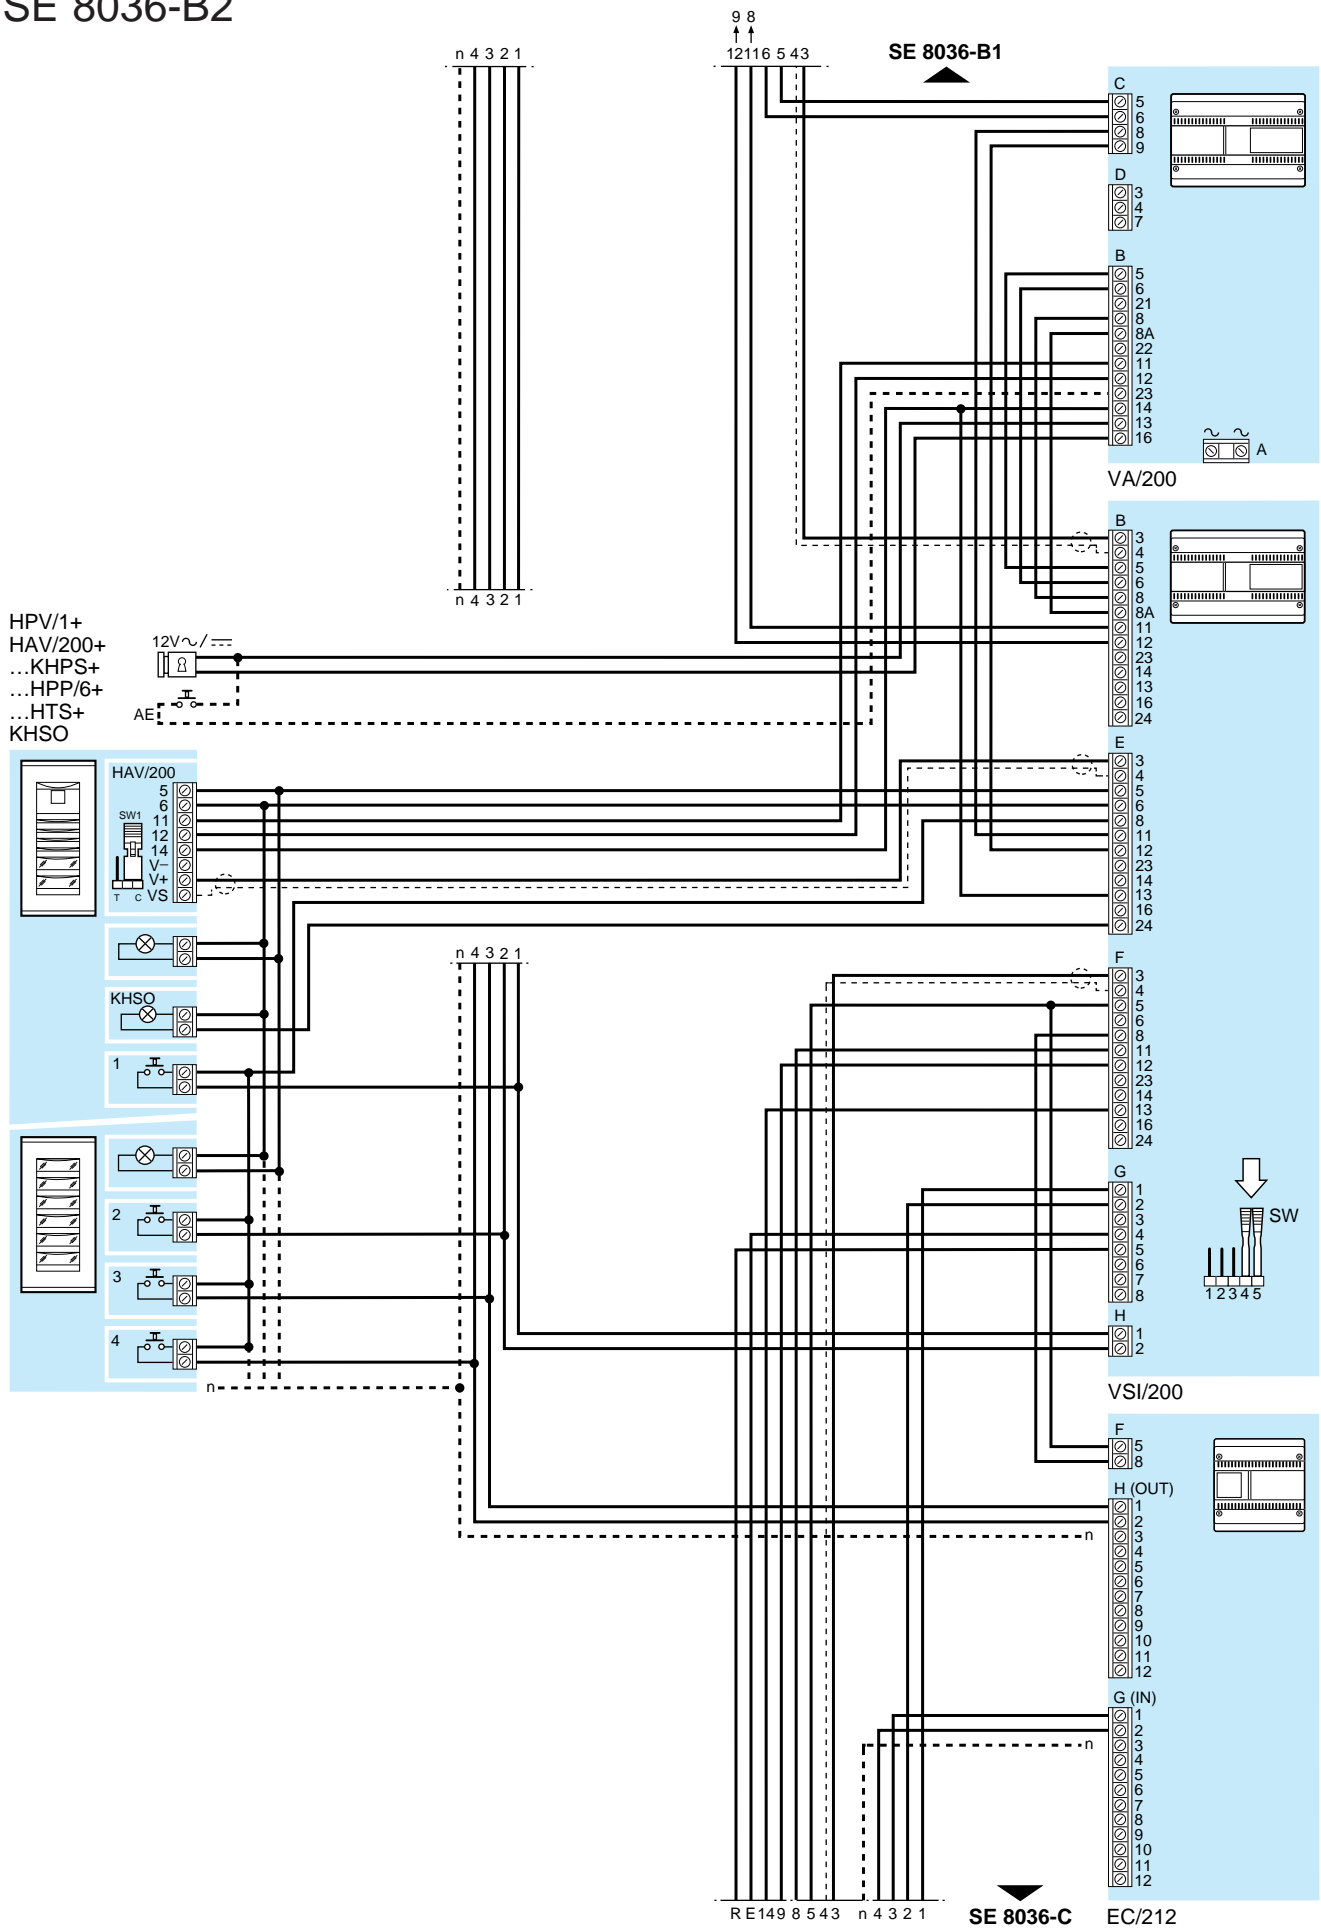 SE 8036-B2
9 8
n 4 3 2 1
12 11 6 5 4 3
SE 8036-B1
C
5
6
8
9
D
3
4
7
B
5
6
21
8
8A
22
11
12
23
14
13
16
A
VA/200
B
3
4
5
6
8
8A
11
12
23
14
13
16
24
n 4 3 2 1
HPV/1+
HAV/200+
…KHPS+
…HPP/6+
…HTS+
KHSO
12V
AE
E
3
4
5
6
8
11
12
23
14
13
16
24
HAV/200
5
6
11
12
14
V–
V+
VS
SW1
T C
KHSO
1
2
3
4
n
n 4 3 2 1
F
3
4
5
6
8
11
12
23
14
13
16
24
G
1
2
3
4
5
6
7
8
SW
1 2 3 4 5
H
1
2
VSI/200
F
5
8
H (OUT)
1
2
3
4
5
6
7
8
9
10
11
12
n
G (IN)
1
2
3
4
5
6
7
8
9
10
11
12
n
R E 14 9 8 5 4 3 n 4 3 2 1
SE 8036-C
EC/212